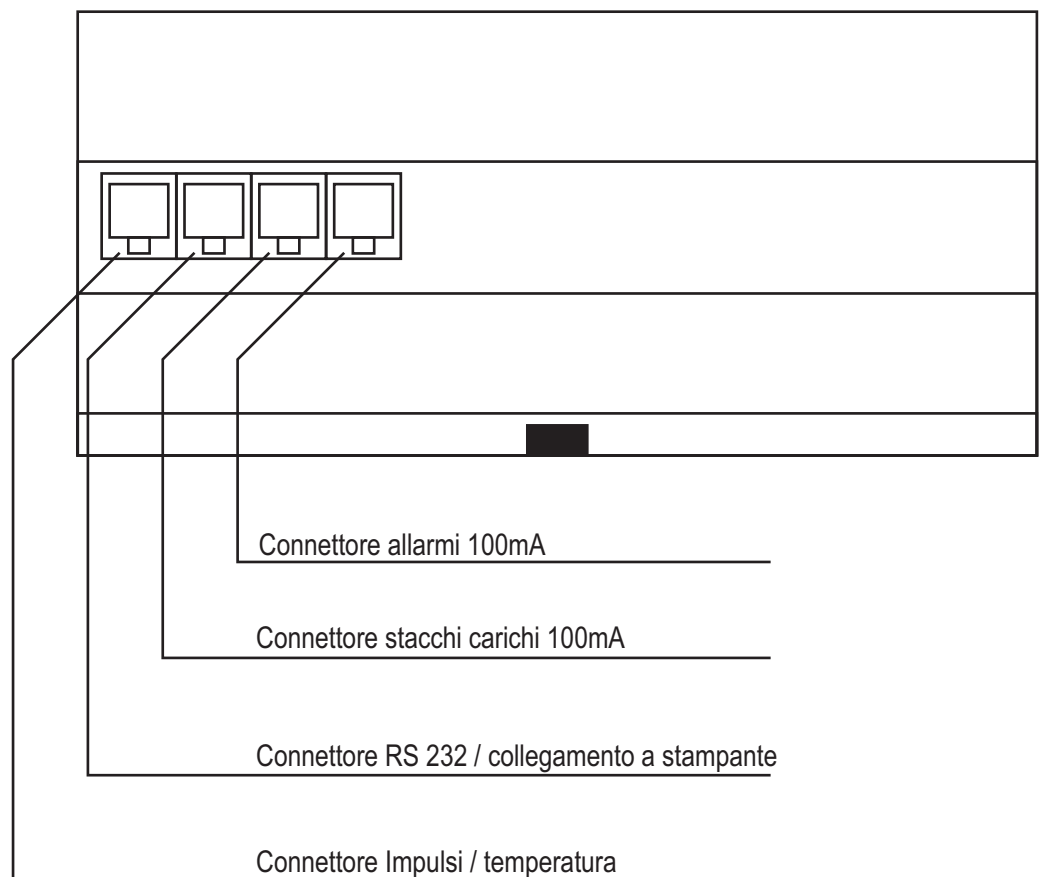 Connettore allarmi 100mA
Connettore stacchi carichi 100mA
Connettore RS 232 / collegamento a stampante
Connettore Impulsi / temperatura